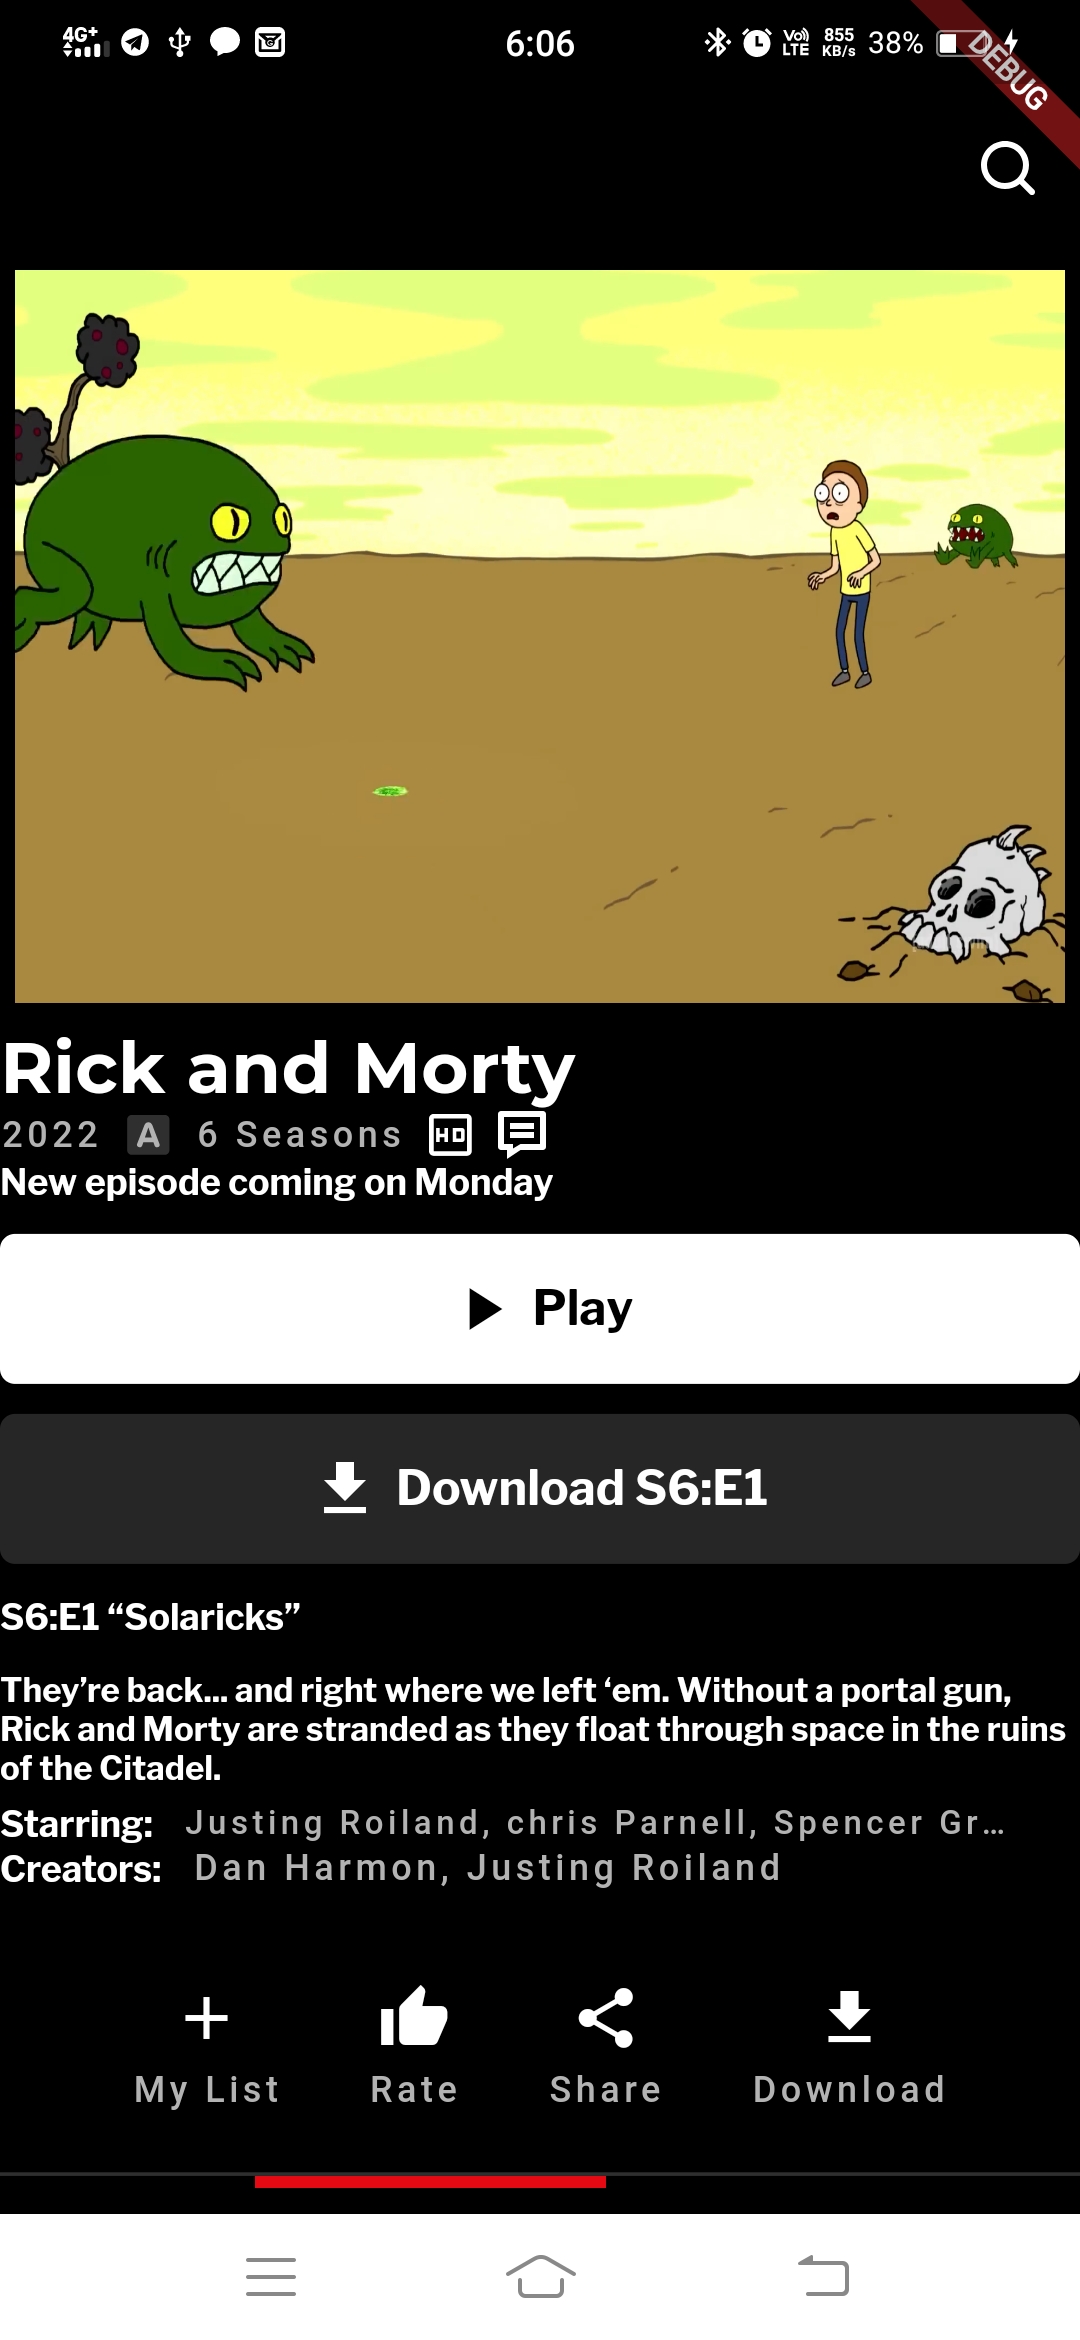 4G+ 6:06 Vo)) LTE 855 KB/s 38%
DEBUG
Rick and Morty
2022 A 6 Seasons HD
New episode coming on Monday
Play
Download S6:E1
S6:E1 “Solaricks”
They’re back... and right where we left ‘em. Without a portal gun,
Rick and Morty are stranded as they float through space in the ruins
of the Citadel.
Starring: Justing Roiland, chris Parnell, Spencer Gr...
Creators: Dan Harmon, Justing Roiland
My List Rate Share Download